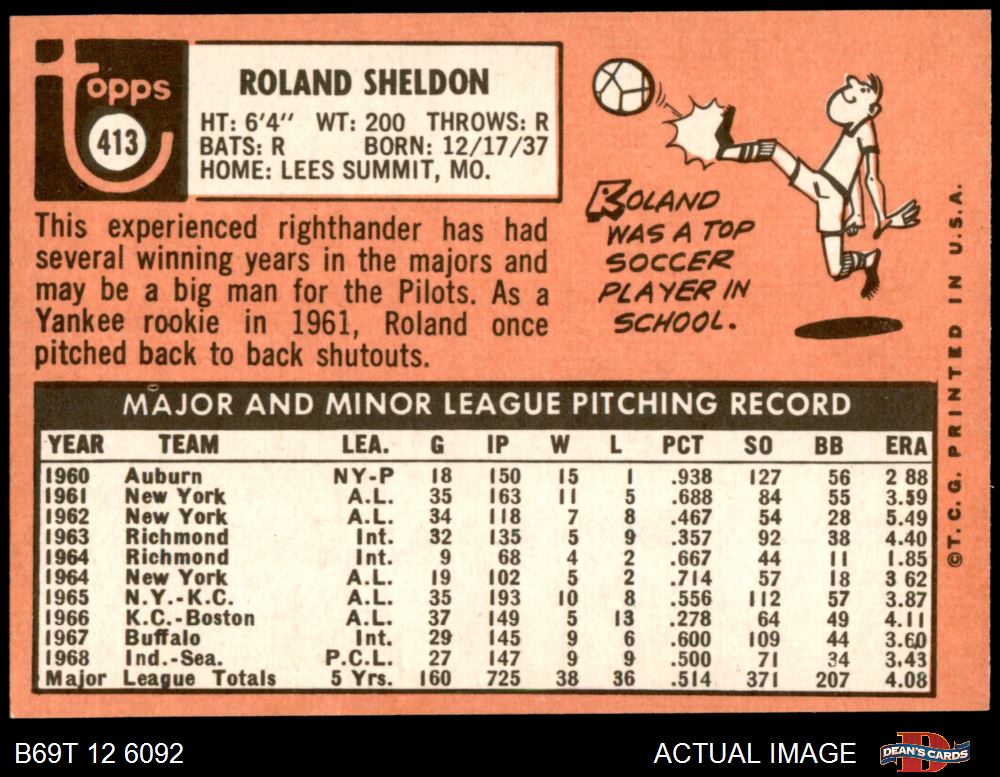 Topps
413
ROLAND SHELDON
HT: 6'4" WT: 200 THROWS: R
BATS: R BORN: 12/17/37
HOME: LEES SUMMIT, MO.
This experienced righthander has had
several winning years in the majors and
may be a big man for the Pilots. As a
Yankee rookie in 1961, Roland once
pitched back to back shutouts.
ROLAND
WAS A TOP
SOCCER
PLAYER IN
SCHOOL.
MAJOR AND MINOR LEAGUE PITCHING RECORD
YEAR TEAM LEA. G IP W L PCT SO BB ERA
1960 Auburn NY-P 18 150 15 1 .938 127 56 2 88
1961 New York A.L. 35 163 11 5 .688 84 55 3.59
1962 New York A.L. 34 118 7 8 .467 54 28 5.49
1963 Richmond Int. 32 135 5 9 .357 92 38 4.40
1964 Richmond Int. 9 68 4 2 .667 44 11 1.85
1964 New York A.L. 19 102 5 2 .714 57 18 3 62
1965 N.Y.-K.C. A.L. 35 193 10 8 .556 112 57 3.87
1966 K.C.-Boston A.L. 37 149 5 13 .278 64 49 4.11
1967 Buffalo Int. 29 145 9 6 .600 109 44 3.60
1968 Ind.-Sea. P.C.L. 27 147 9 9 .500 71 34 3.43
Major League Totals 5 Yrs. 160 725 38 36 .514 371 207 4.08
©T.C.G. PRINTED IN U.S.A.
B69T 12 6092
ACTUAL IMAGE
DEAN'S CARDS